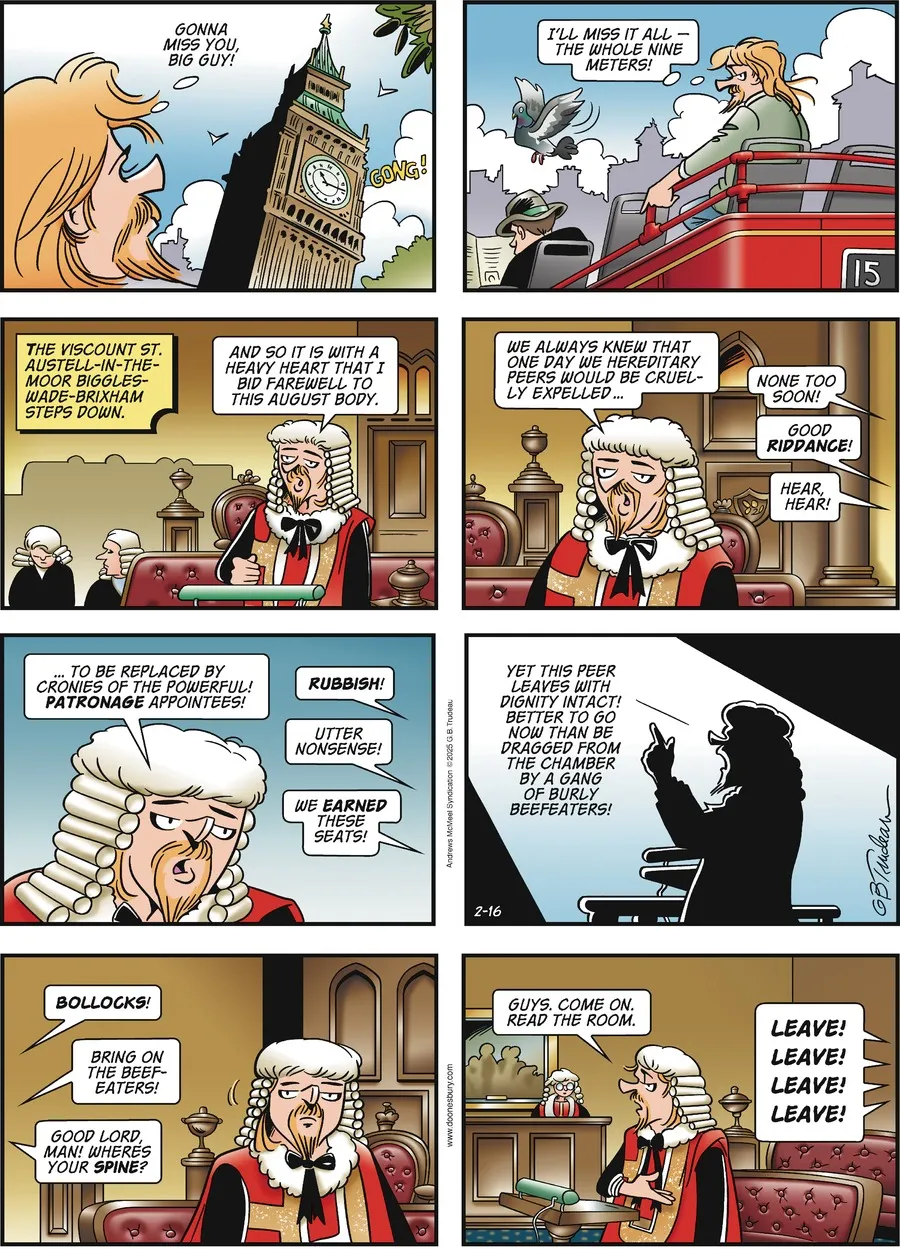 GONNA
MISS YOU,
BIG GUY!
GONG!
I'LL MISS IT ALL –
THE WHOLE NINE
METERS!
15
THE VISCOUNT ST.
AUSTELL-IN-THE-
MOOR BIGGLES-
WADE-BRIXHAM
STEPS DOWN.
AND SO IT IS WITH A
HEAVY HEART THAT I
BID FAREWELL TO
THIS AUGUST BODY.
WE ALWAYS KNEW THAT
ONE DAY WE HEREDITARY
PEERS WOULD BE CRUEL-
LY EXPELLED ...
NONE TOO
SOON!
GOOD
RIDDANCE!
HEAR,
HEAR!
... TO BE REPLACED BY
CRONIES OF THE POWERFUL!
PATRONAGE APPOINTEES!
RUBBISH!
UTTER
NONSENSE!
WE EARNED
THESE
SEATS!
Andrews McMeel Syndication ©2025 G.B. Trudeau
YET THIS PEER
LEAVES WITH
DIGNITY INTACT!
BETTER TO GO
NOW THAN BE
DRAGGED FROM
THE CHAMBER
BY A GANG
OF BURLY
BEEFEATERS!
2-16
GBTrudeau
BOLLOCKS!
BRING ON
THE BEEF-
EATERS!
GOOD LORD,
MAN! WHERES
YOUR SPINE?
www.doonesbury.com
GUYS. COME ON.
READ THE ROOM.
LEAVE!
LEAVE!
LEAVE!
LEAVE!